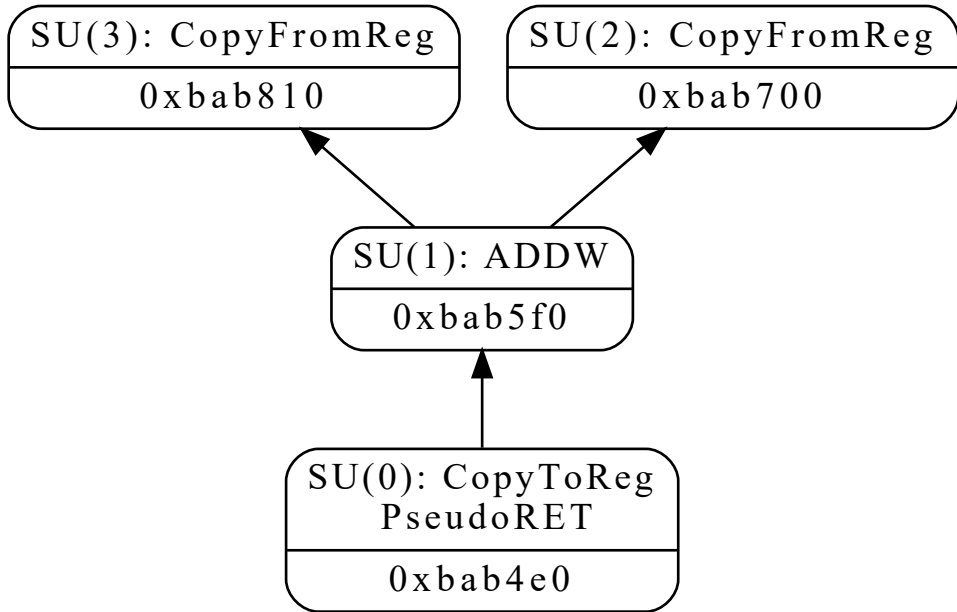 SU(3): CopyFromReg
0xbab810
SU(2): CopyFromReg
0xbab700
SU(1): ADDW
0xbab5f0
SU(0): CopyToReg
PseudoRET
0xbab4e0